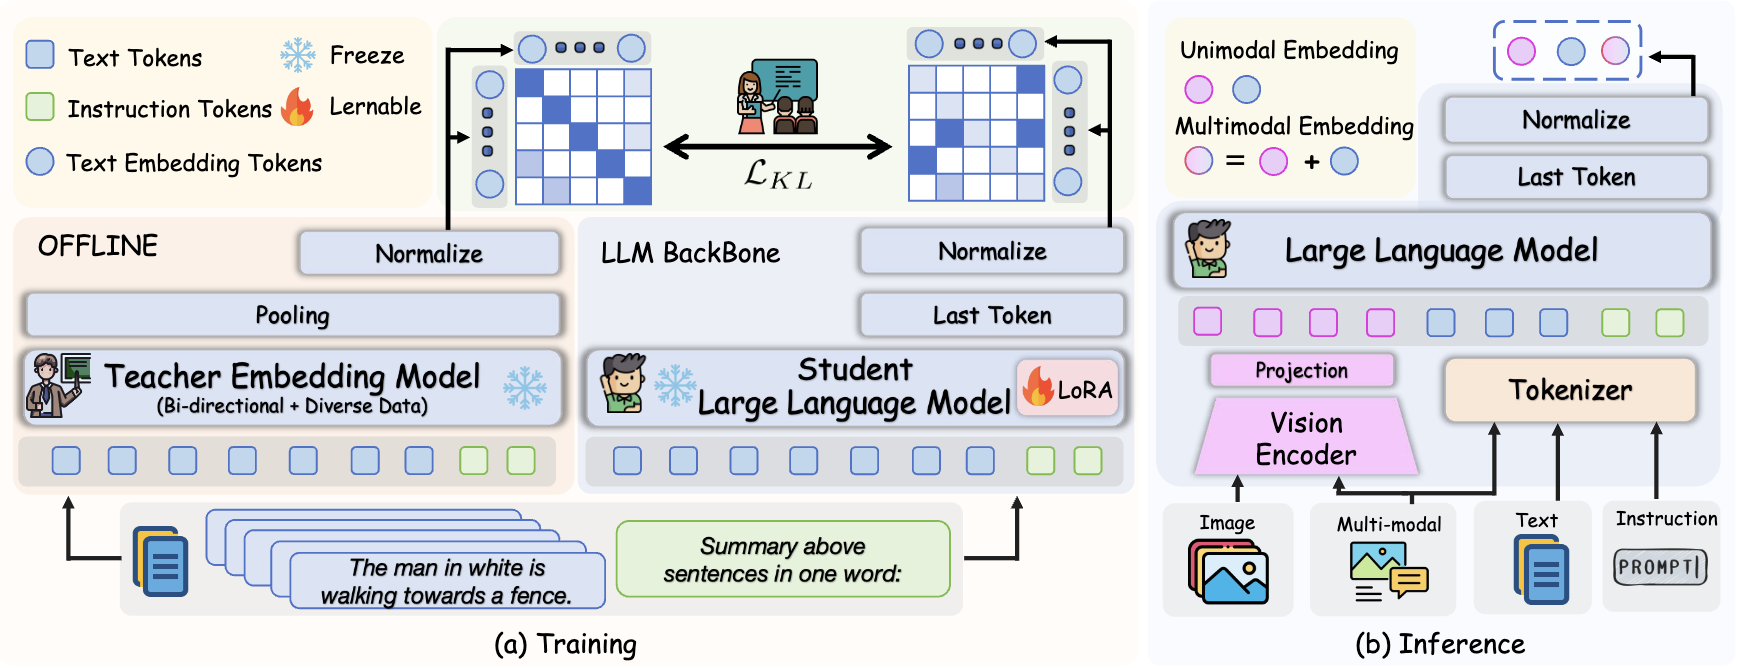 Text Tokens
Freeze
Instruction Tokens
Lernable
Text Embedding Tokens
ℒ_KL
OFFLINE
Normalize
Pooling
Teacher Embedding Model
(Bi-directional + Diverse Data)
LLM BackBone
Normalize
Last Token
Student
Large Language Model
LoRA
The man in white is
walking towards a fence.
Summary above
sentences in one word:
(a) Training
Unimodal Embedding
Multimodal Embedding
= +
Normalize
Last Token
Large Language Model
Projection
Vision
Encoder
Tokenizer
Image
Multi-modal
Text
Instruction
PROMPT|
(b) Inference